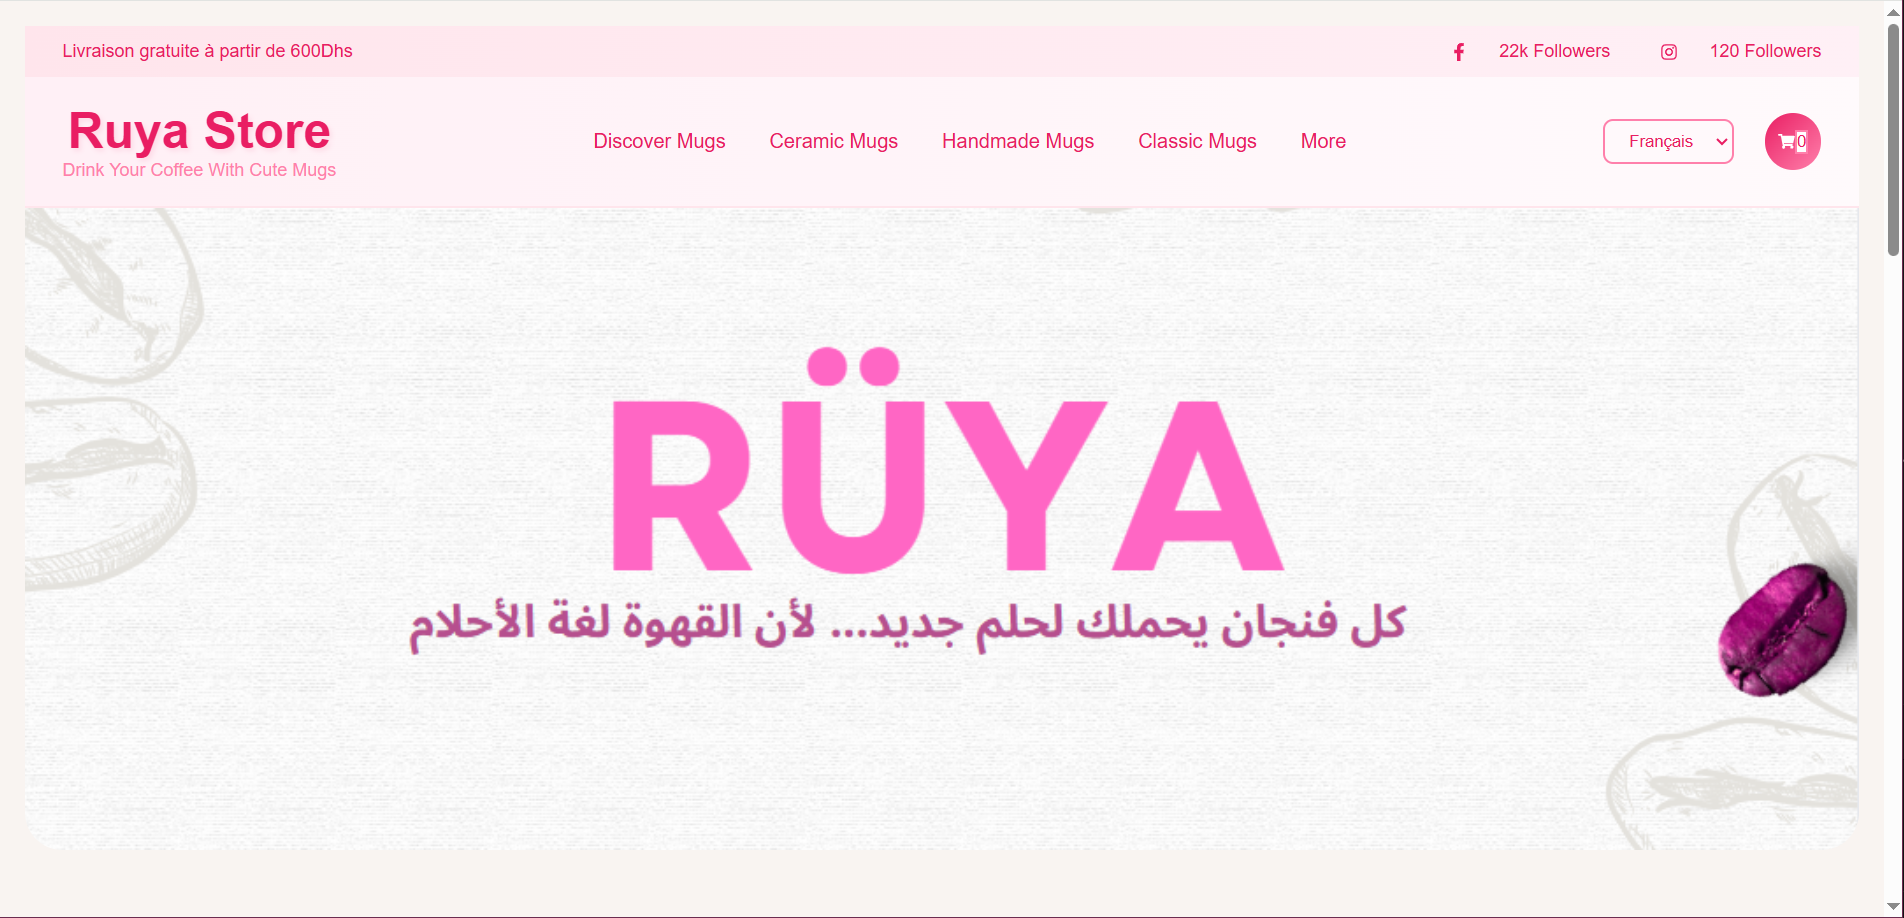 Livraison gratuite à partir de 600Dhs
22k Followers
120 Followers
Ruya Store
Drink Your Coffee With Cute Mugs
Discover Mugs
Ceramic Mugs
Handmade Mugs
Classic Mugs
More
Français
0
RÜYA
كل فنجان يحملك لحلم جديد... لأن القهوة لغة الأحلام